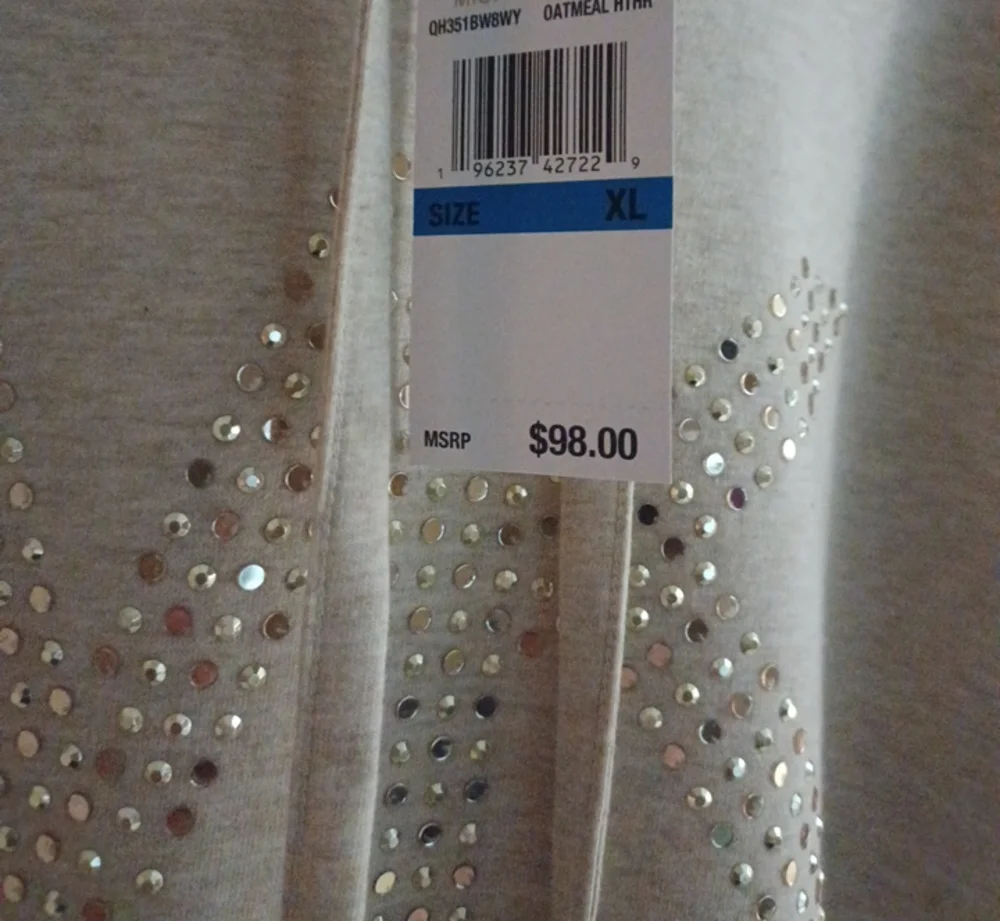 QH351BW8WY OATMEAL HTHR
1 96237 42722 9
SIZE XL
MSRP $98.00